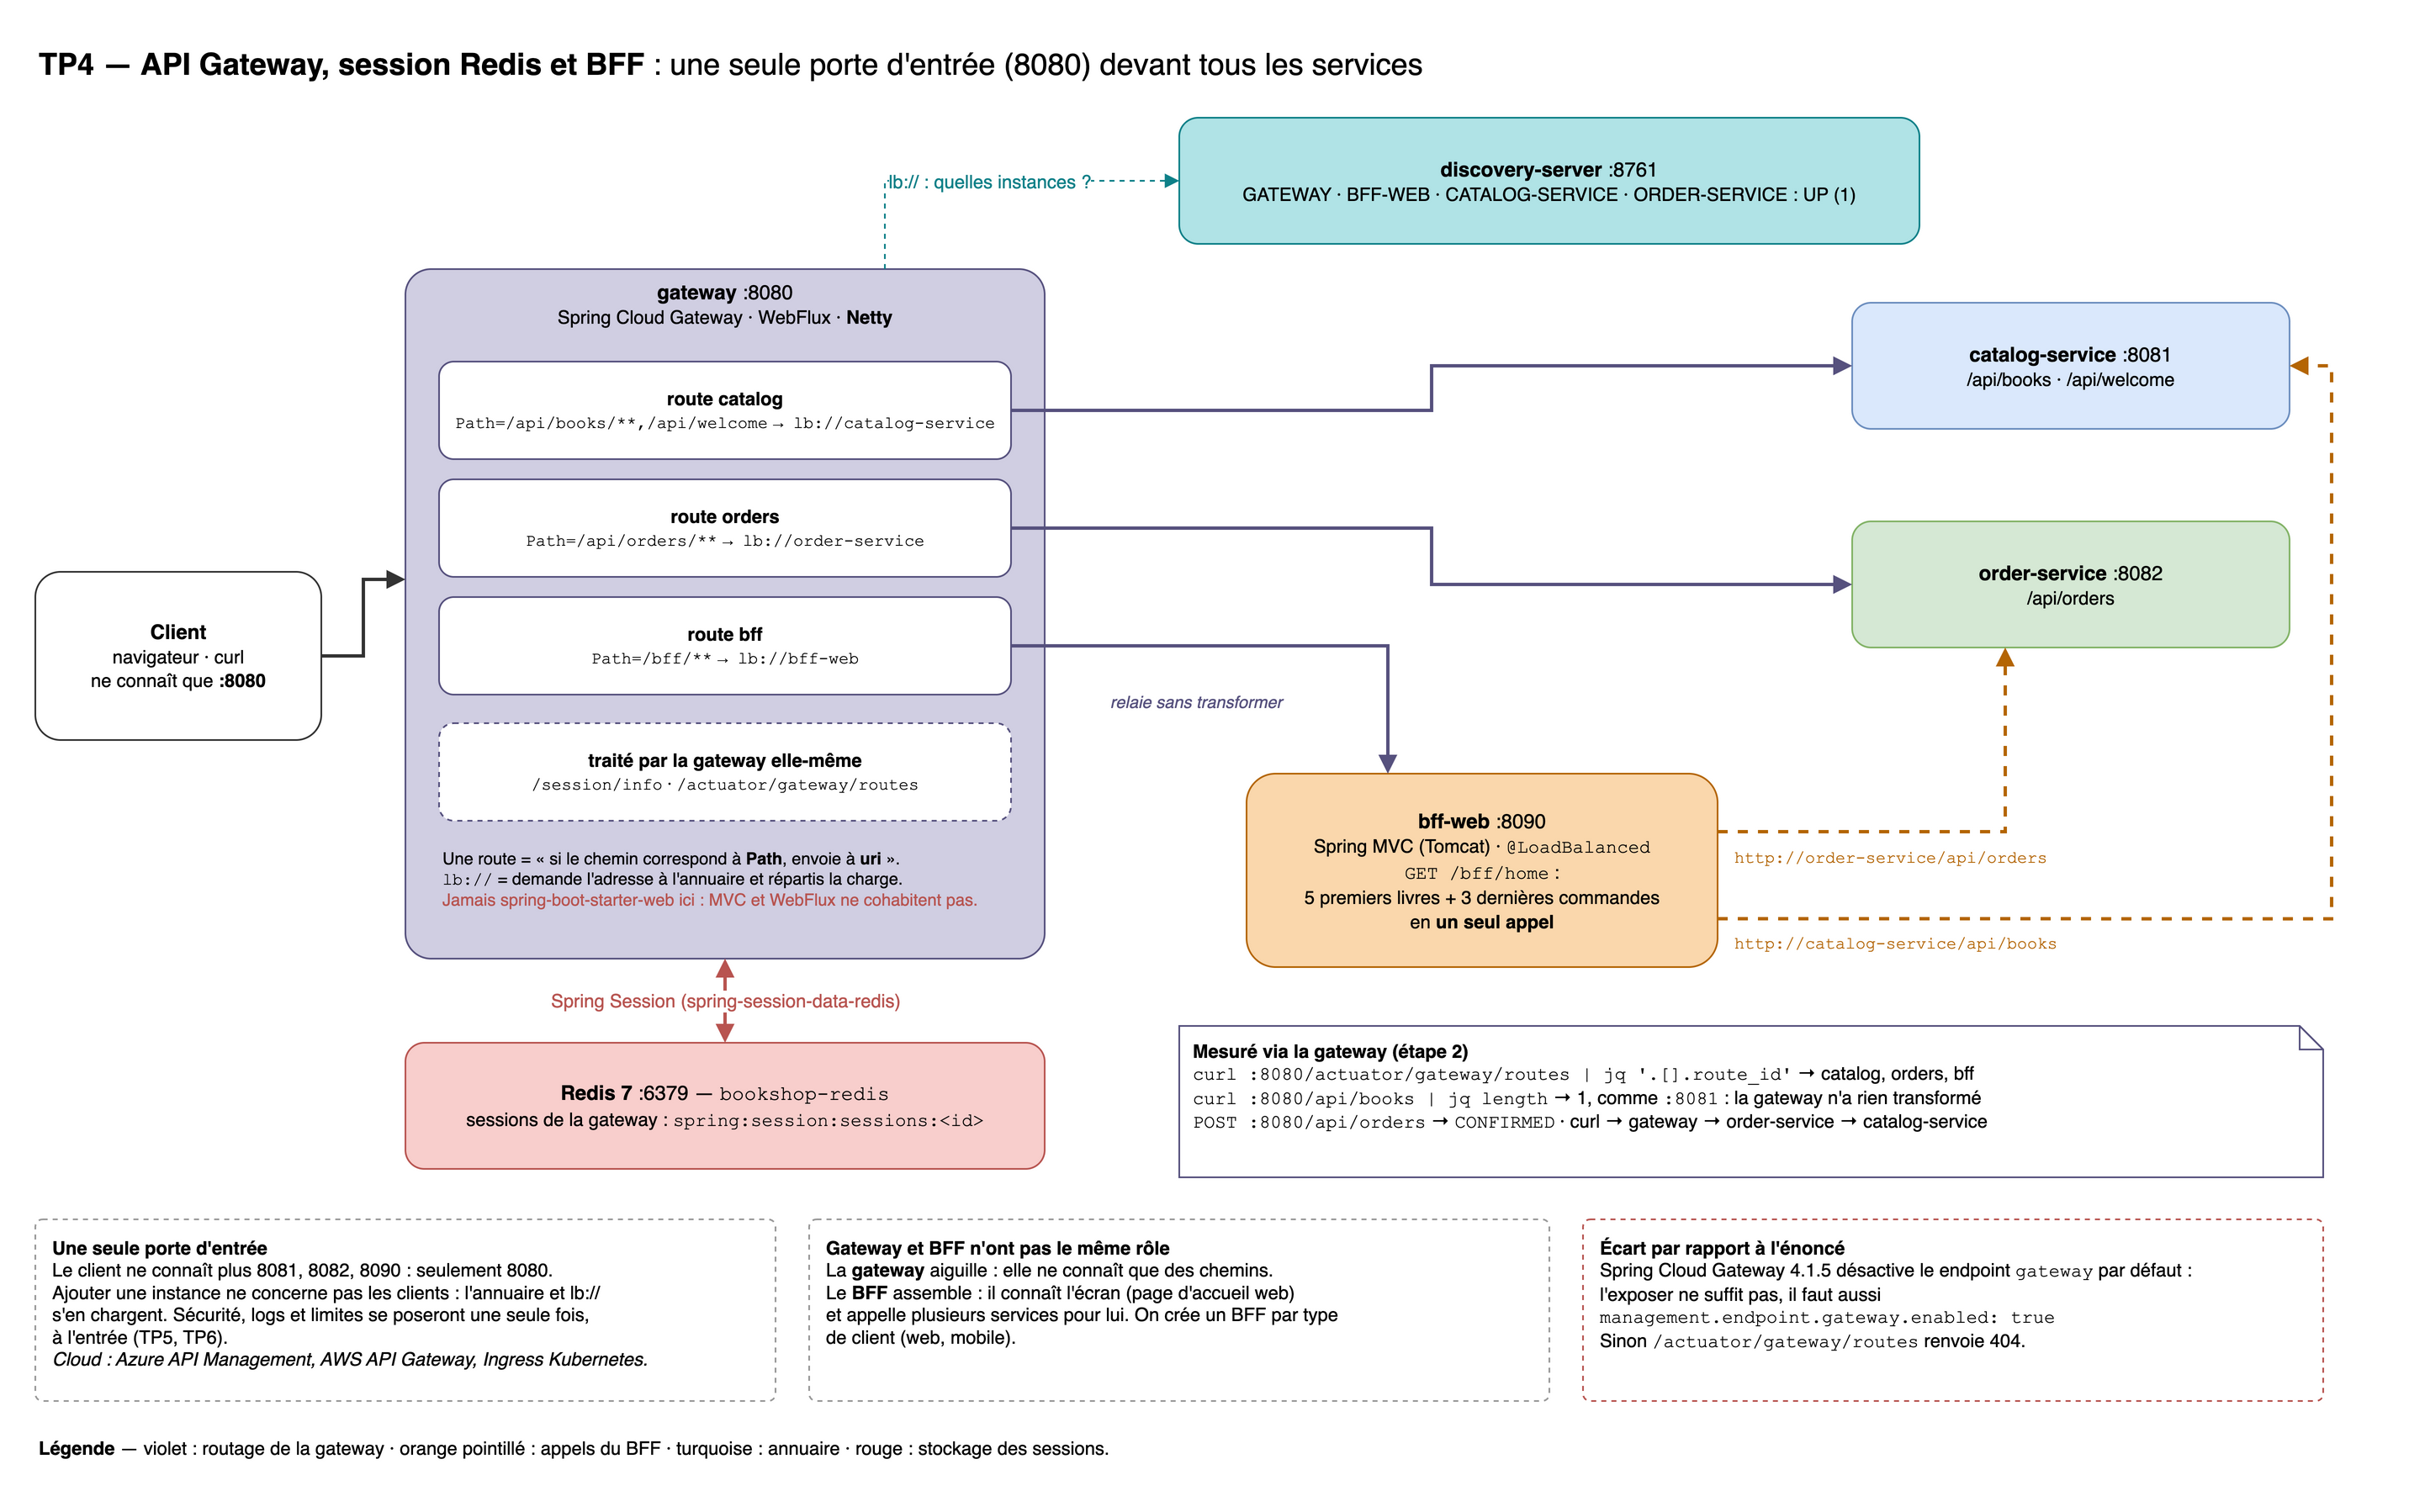 TP4 — API Gateway, session Redis et BFF : une seule porte d'entrée (8080) devant tous les services
lb:// : quelles instances ?
discovery-server :8761
GATEWAY · BFF-WEB · CATALOG-SERVICE · ORDER-SERVICE : UP (1)
gateway :8080
Spring Cloud Gateway · WebFlux · Netty
route catalog
Path=/api/books/**,/api/welcome → lb://catalog-service
route orders
Path=/api/orders/** → lb://order-service
route bff
Path=/bff/** → lb://bff-web
traité par la gateway elle-même
/session/info · /actuator/gateway/routes
Une route = « si le chemin correspond à Path, envoie à uri ».
lb:// = demande l'adresse à l'annuaire et répartis la charge.
Jamais spring-boot-starter-web ici : MVC et WebFlux ne cohabitent pas.
Client
navigateur · curl
ne connaît que :8080
catalog-service :8081
/api/books · /api/welcome
order-service :8082
/api/orders
relaie sans transformer
bff-web :8090
Spring MVC (Tomcat) · @LoadBalanced
GET /bff/home :
5 premiers livres + 3 dernières commandes
en un seul appel
http://order-service/api/orders
http://catalog-service/api/books
Spring Session (spring-session-data-redis)
Redis 7 :6379 — bookshop-redis
sessions de la gateway : spring:session:sessions:<id>
Mesuré via la gateway (étape 2)
curl :8080/actuator/gateway/routes | jq '.[].route_id' → catalog, orders, bff
curl :8080/api/books | jq length → 1, comme :8081 : la gateway n'a rien transformé
POST :8080/api/orders → CONFIRMED · curl → gateway → order-service → catalog-service
Une seule porte d'entrée
Le client ne connaît plus 8081, 8082, 8090 : seulement 8080.
Ajouter une instance ne concerne pas les clients : l'annuaire et lb://
s'en chargent. Sécurité, logs et limites se poseront une seule fois,
à l'entrée (TP5, TP6).
Cloud : Azure API Management, AWS API Gateway, Ingress Kubernetes.
Gateway et BFF n'ont pas le même rôle
La gateway aiguille : elle ne connaît que des chemins.
Le BFF assemble : il connaît l'écran (page d'accueil web)
et appelle plusieurs services pour lui. On crée un BFF par type
de client (web, mobile).
Écart par rapport à l'énoncé
Spring Cloud Gateway 4.1.5 désactive le endpoint gateway par défaut :
l'exposer ne suffit pas, il faut aussi
management.endpoint.gateway.enabled: true
Sinon /actuator/gateway/routes renvoie 404.
Légende — violet : routage de la gateway · orange pointillé : appels du BFF · turquoise : annuaire · rouge : stockage des sessions.